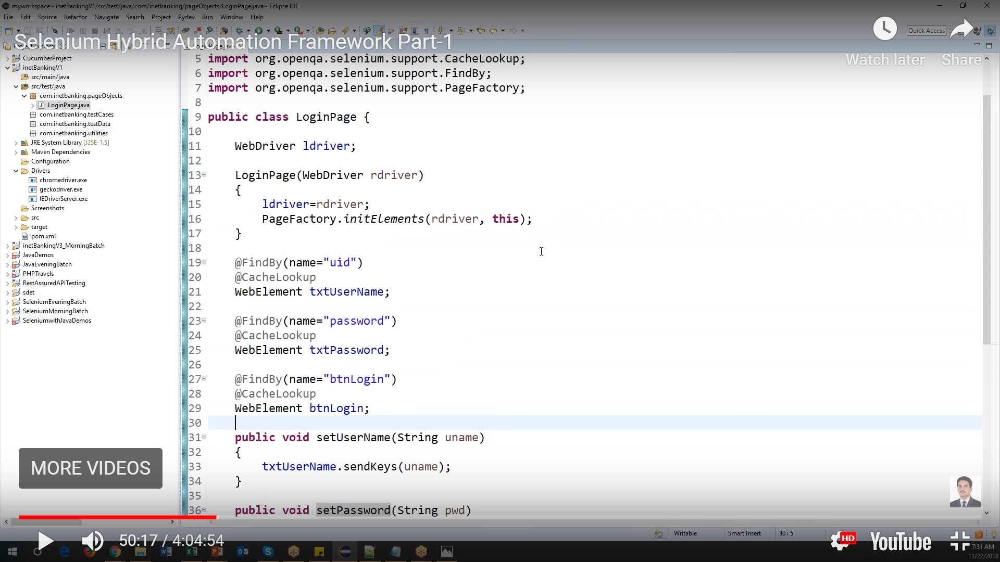 myworkspace - inetBankingV1/src/test/java/com/inetbanking/pageObjects/LoginPage.java - Eclipse IDE
File Edit Source Refactor Navigate Search Project Pydev Run Window Help
Quick Access
Selenium Hybrid Automation Framework Part-1
Watch later Share
CucumberProject
inetBankingV1
src/main/java
src/test/java
com.inetbanking.pageObjects
LoginPage.java
com.inetbanking.testCases
com.inetbanking.testData
com.inetbanking.utilities
JRE System Library [J2SE-1.5]
Maven Dependencies
Configuration
Drivers
chromedriver.exe
geckodriver.exe
IEDriverServer.exe
Screenshots
src
target
pom.xml
inetBankingV3_MorningBatch
JavaDemos
JavaEveningBatch
PHPTravels
RestAssuredAPITesting
sdet
SeleniumEveningBatch
SeleniumMorningBatch
SeleniumwithJavaDemos
5 import org.openqa.selenium.support.CacheLookup;
6 import org.openqa.selenium.support.FindBy;
7 import org.openqa.selenium.support.PageFactory;
8
9 public class LoginPage {
10
11 WebDriver ldriver;
12
13 LoginPage(WebDriver rdriver)
14 {
15 ldriver=rdriver;
16 PageFactory.initElements(rdriver, this);
17 }
18
19 @FindBy(name="uid")
20 @CacheLookup
21 WebElement txtUserName;
22
23 @FindBy(name="password")
24 @CacheLookup
25 WebElement txtPassword;
26
27 @FindBy(name="btnLogin")
28 @CacheLookup
29 WebElement btnLogin;
30
31 public void setUserName(String uname)
32 {
33 txtUserName.sendKeys(uname);
34 }
35
36 public void setPassword(String pwd)
MORE VIDEOS
Writable Smart Insert 30 : 5
50:17 / 4:04:54
HD YouTube
7:31 AM
11/22/2018